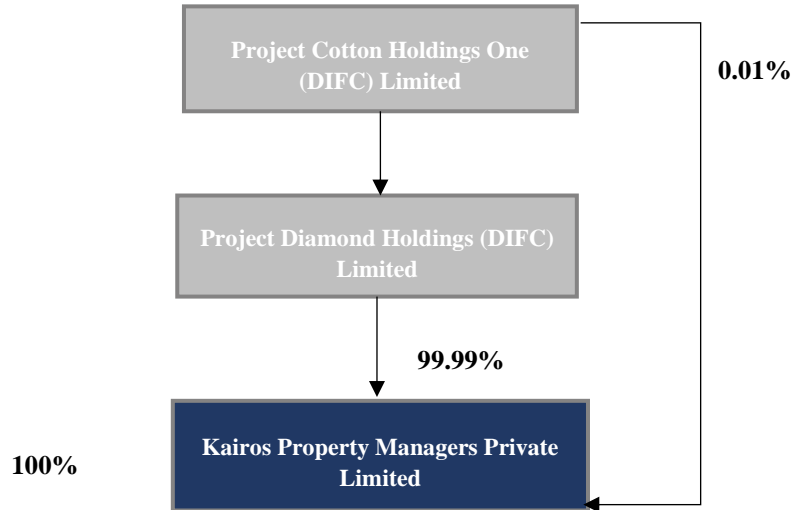 Project Cotton Holdings One
(DIFC) Limited
0.01%
Project Diamond Holdings (DIFC)
Limited
99.99%
Kairos Property Managers Private
Limited
100%